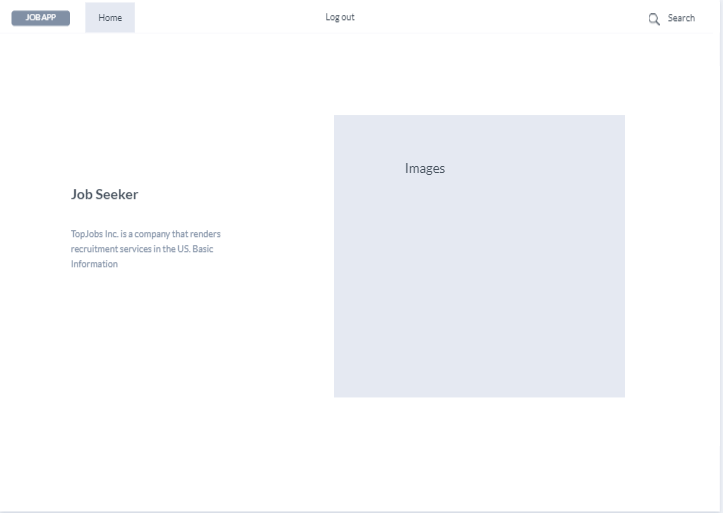 JOB APP
Home
Log out
Search
Images
Job Seeker
TopJobs Inc. is a company that renders
recruitment services in the US. Basic
Information